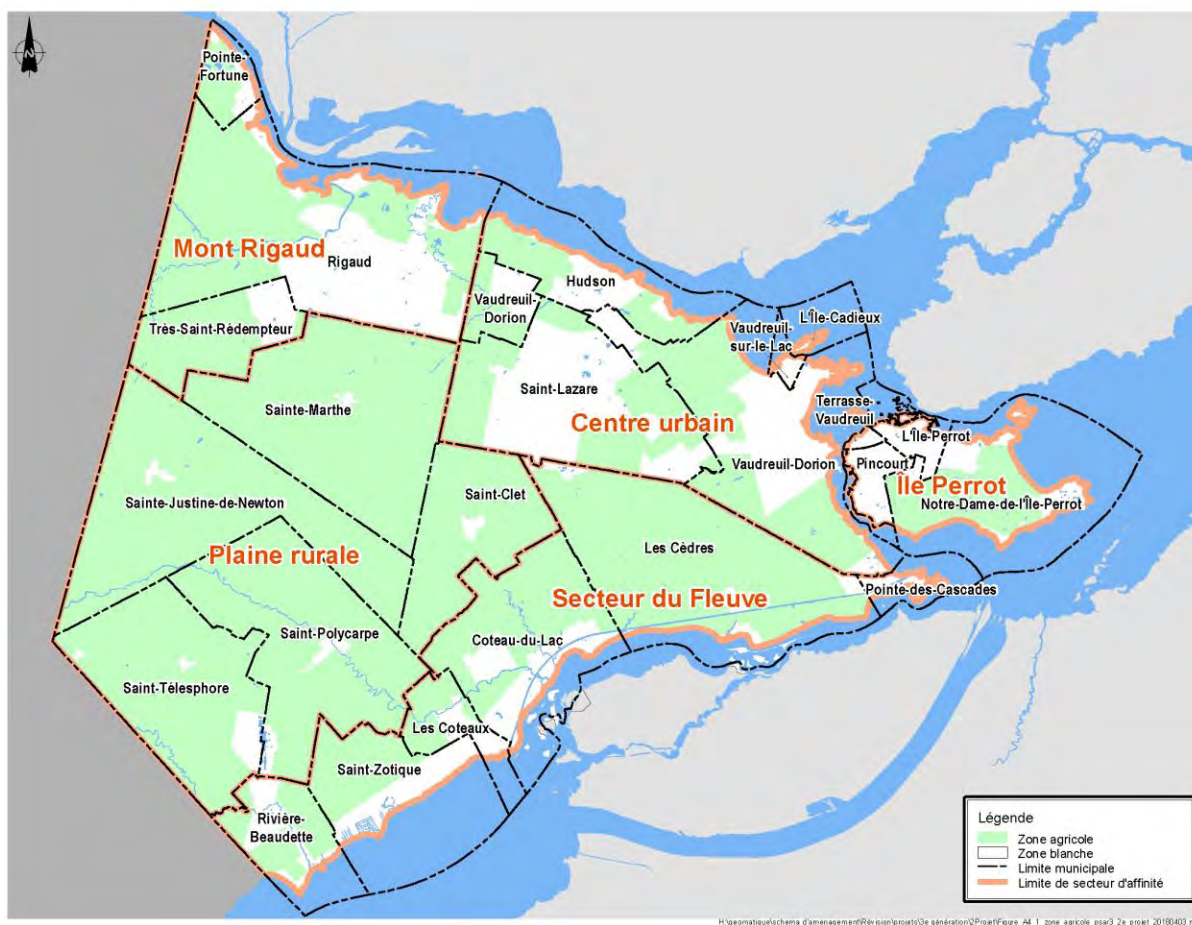 Pointe-
Fortune
Mont Rigaud
Rigaud
Très-Saint-Rédempteur
Vaudreuil-
Dorion
Hudson
L'Île-Cadieux
Vaudreuil-
sur-le-Lac
Saint-Lazare
Sainte-Marthe
Centre urbain
Terrasse-
Vaudreuil
L'Île-Perrot
Pincourt
Vaudreuil-Dorion
Île Perrot
Notre-Dame-de-l'Île-Perrot
Saint-Clet
Sainte-Justine-de-Newton
Les Cèdres
Plaine rurale
Pointe-des-Cascades
Secteur du Fleuve
Saint-Polycarpe
Coteau-du-Lac
Saint-Télesphore
Les Coteaux
Saint-Zotique
Rivière-
Beaudette
Légende
Zone agricole
Zone blanche
Limite municipale
Limite de secteur d'affinité